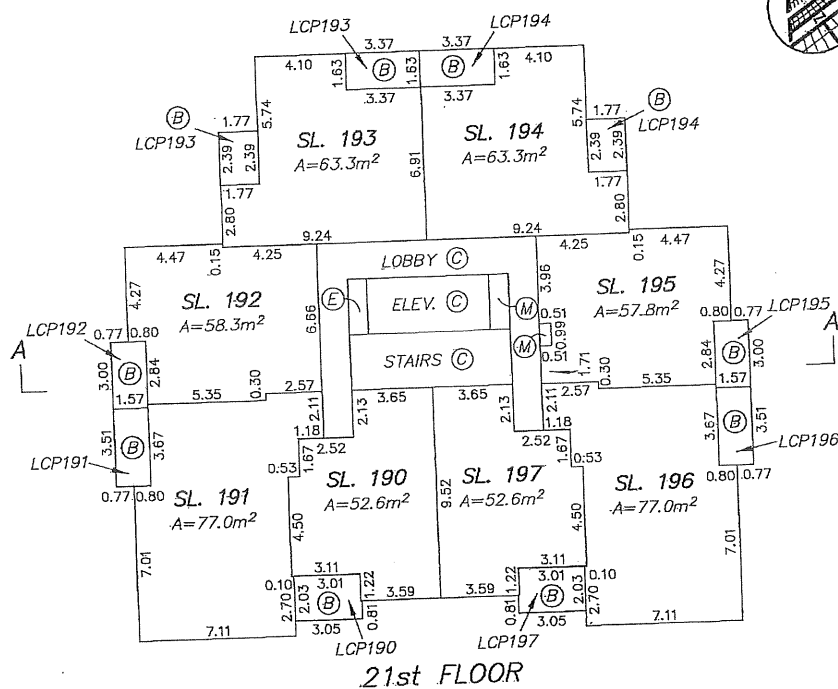 LCP193
LCP194
3.37
3.37
4.10
1.63
B
1.63
B
1.63
4.10
3.37
3.37
B
LCP193
1.77
5.74
2.39
2.39
1.77
2.80
SL. 193
A=63.3m²
6.91
SL. 194
A=63.3m²
5.74
1.77
B
LCP194
2.39
2.39
1.77
2.80
9.24
9.24
4.47
0.15
4.25
LOBBY C
4.25
0.15
4.47
4.27
SL. 192
A=58.3m²
6.66
E
ELEV. C
M
3.96
0.51
0.99
M
0.51
1.71
STAIRS C
SL. 195
A=57.8m²
4.27
LCP192
0.77 0.80
3.00
B
2.84
1.57
A
0.80 0.77
LCP195
2.84
B
3.00
1.57
A
5.35
0.30
2.57
2.11
2.13
3.65
3.65
2.13
2.11
2.57
0.30
5.35
3.51
B
3.67
LCP191
0.77 0.80
3.67
B
3.51
LCP196
0.80 0.77
1.18
2.52
1.67
0.53
2.52
1.18
1.67
0.53
SL. 191
A=77.0m²
SL. 190
A=52.6m²
9.52
SL. 197
A=52.6m²
SL. 196
A=77.0m²
7.01
4.50
4.50
7.01
3.11
0.10
3.01
1.22
2.70
2.03
B
0.81
3.05
3.59
3.59
3.11
1.22
3.01
0.10
0.81
B
2.03
2.70
3.05
7.11
LCP190
LCP197
7.11
21st FLOOR